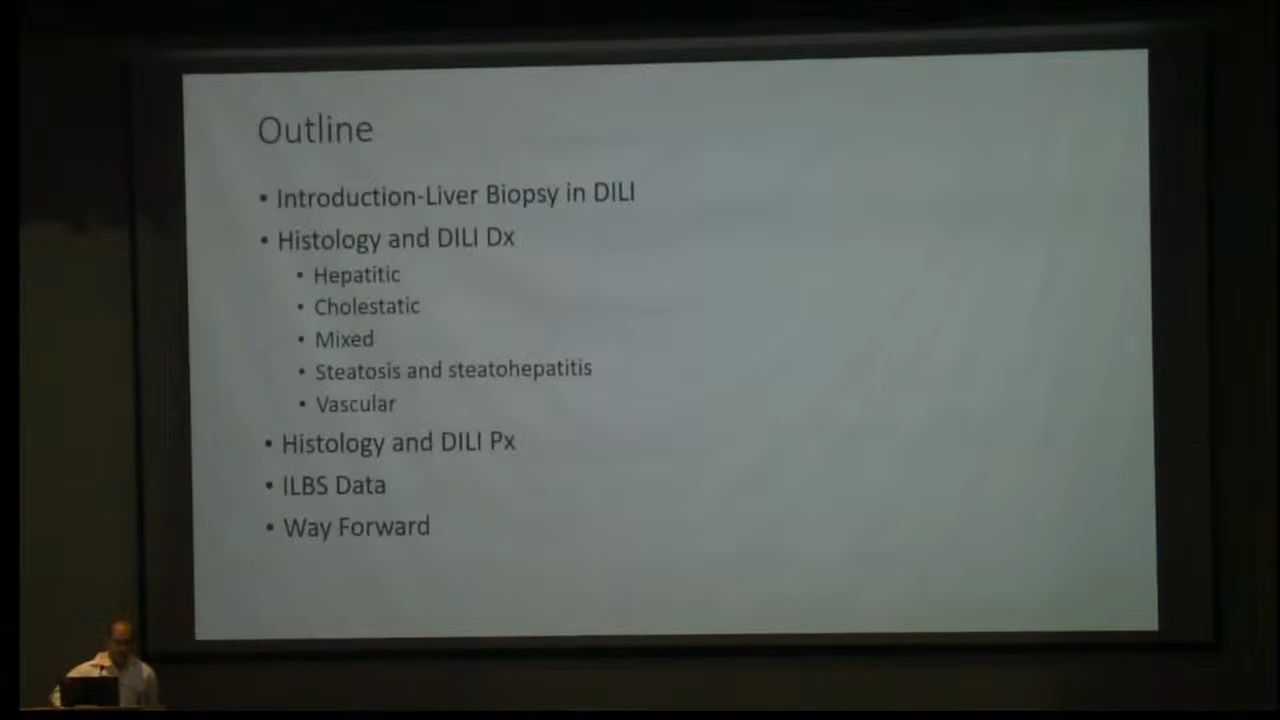 Outline
• Introduction-Liver Biopsy in DILI
• Histology and DILI Dx
• Hepatitic
• Cholestatic
• Mixed
• Steatosis and steatohepatitis
• Vascular
• Histology and DILI Px
• ILBS Data
• Way Forward